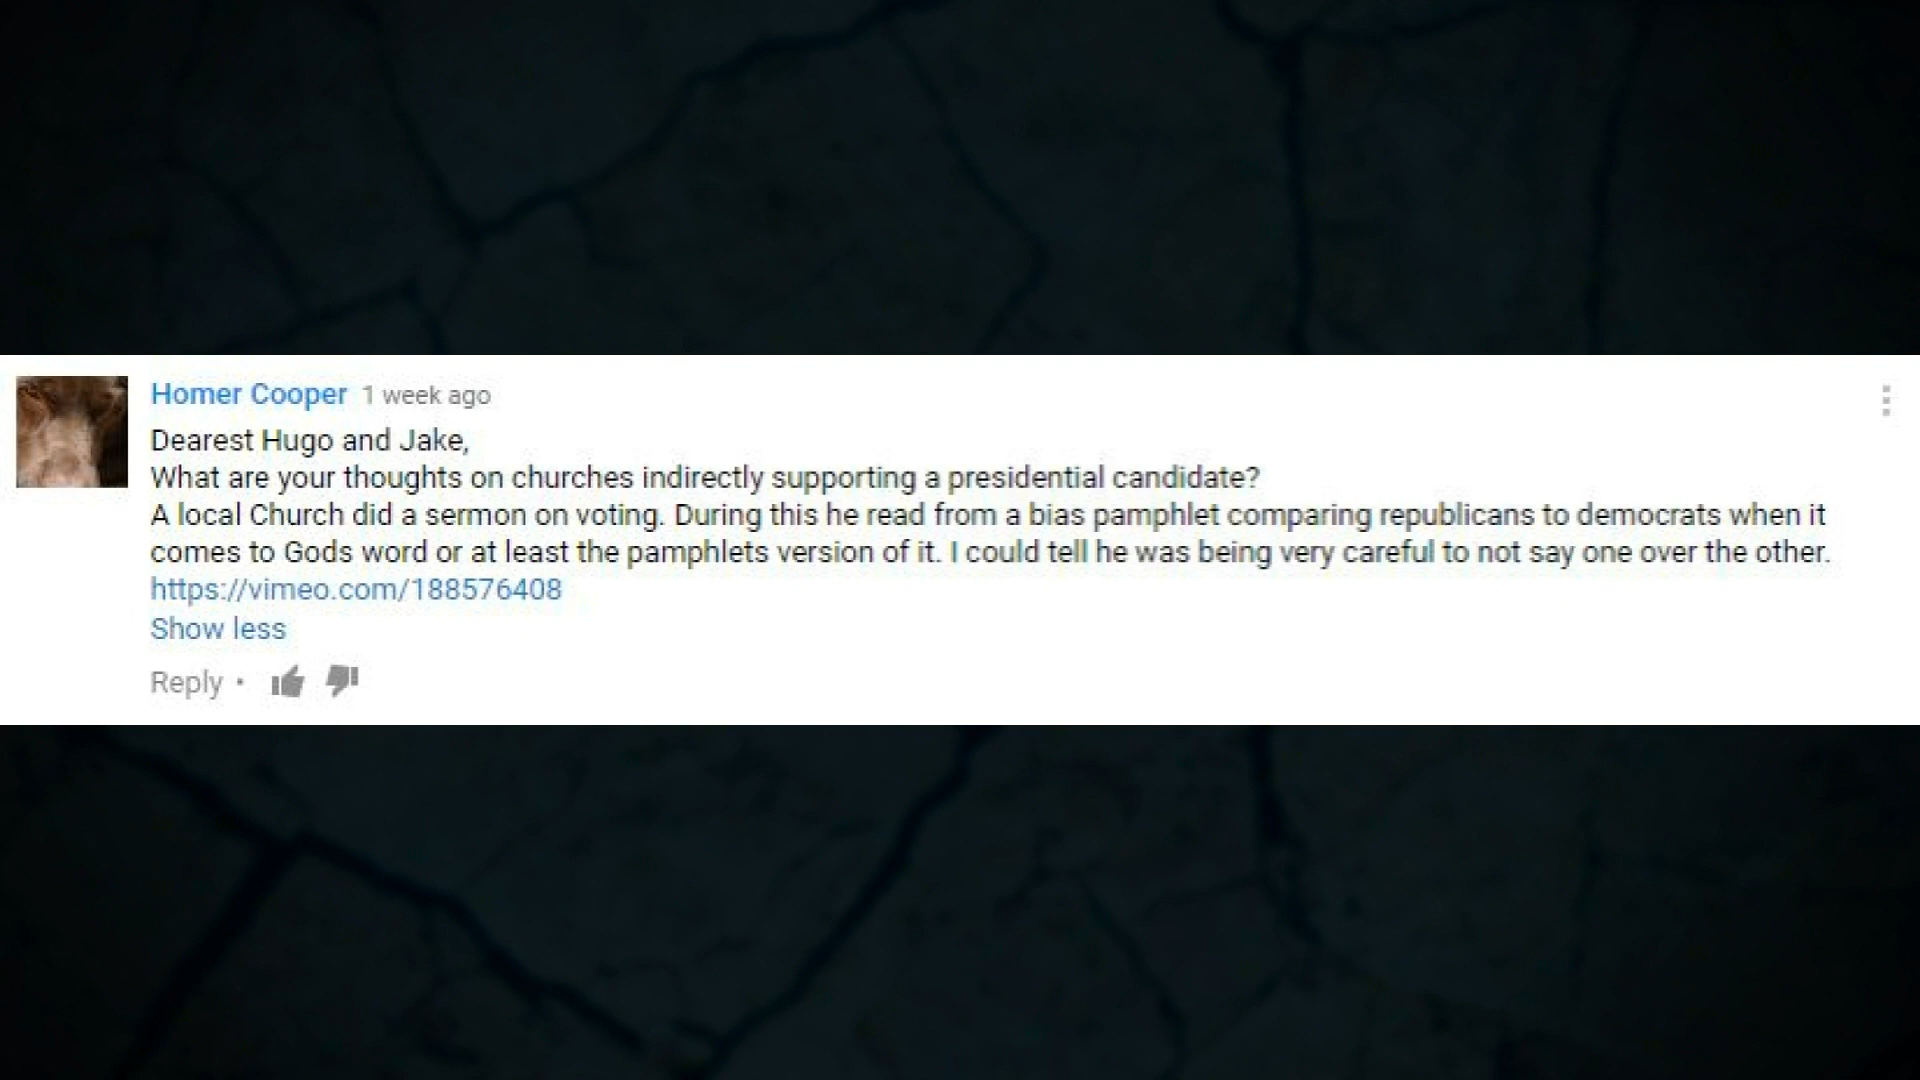 Homer Cooper 1 week ago
Dearest Hugo and Jake,
What are your thoughts on churches indirectly supporting a presidential candidate?
A local Church did a sermon on voting. During this he read from a bias pamphlet comparing republicans to democrats when it
comes to Gods word or at least the pamphlets version of it. I could tell he was being very careful to not say one over the other.
https://vimeo.com/188576408
Show less
Reply •